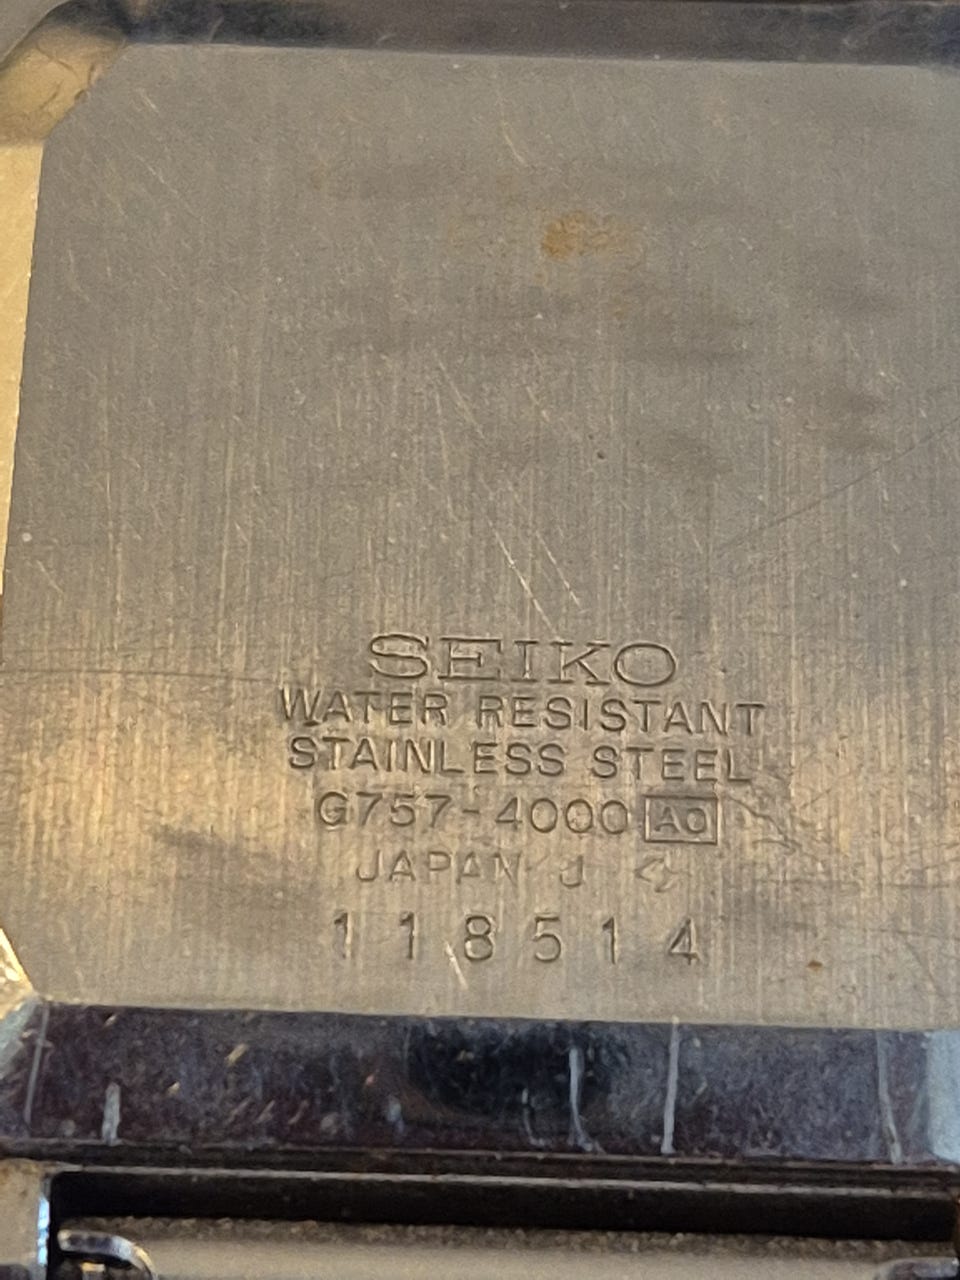 SEIKO
WATER RESISTANT
STAINLESS STEEL
G757-4000 A0
JAPAN J
118514